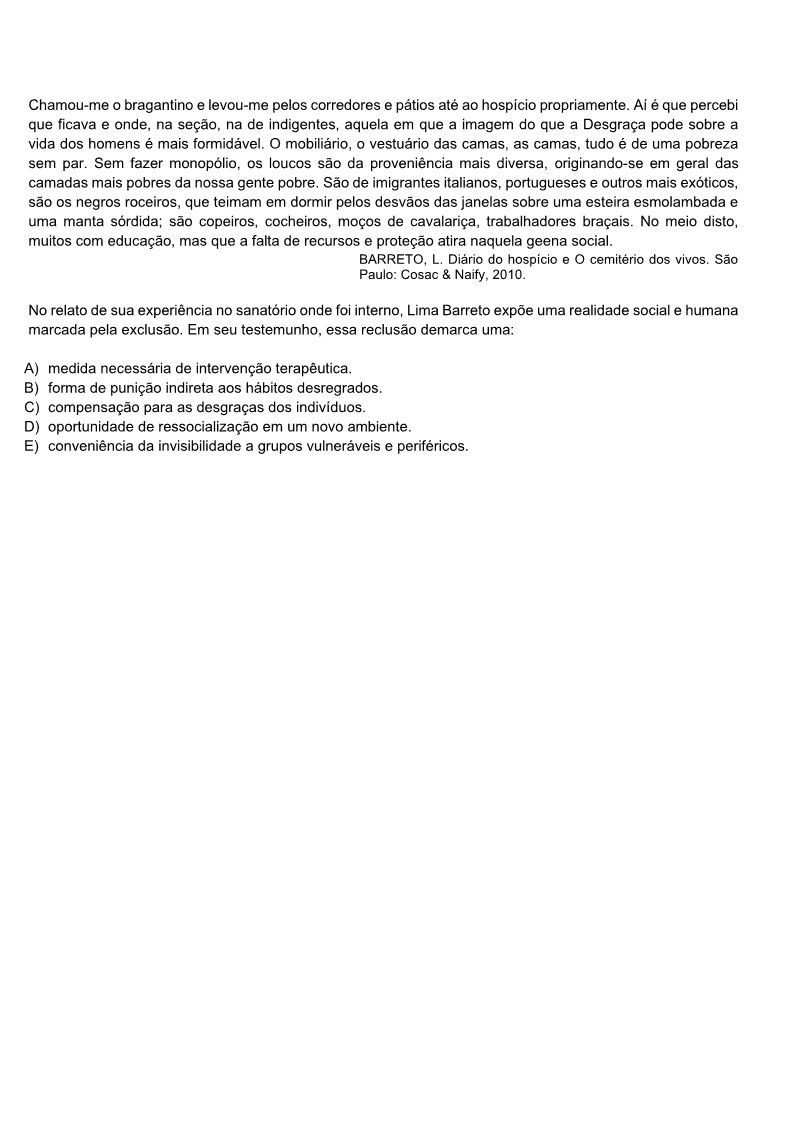 Chamou-me o bragantino e levou-me pelos corredores e pátios até ao hospício propriamente. Aí é que percebi
que ficava e onde, na seção, na de indigentes, aquela em que a imagem do que a Desgraça pode sobre a
vida dos homens é mais formidável. O mobiliário, o vestuário das camas, as camas, tudo é de uma pobreza
sem par. Sem fazer monopólio, os loucos são da proveniência mais diversa, originando-se em geral das
camadas mais pobres da nossa gente pobre. São de imigrantes italianos, portugueses e outros mais exóticos,
são os negros roceiros, que teimam em dormir pelos desvãos das janelas sobre uma esteira esmolambada e
uma manta sórdida; são copeiros, cocheiros, moços de cavalariça, trabalhadores braçais. No meio disto,
muitos com educação, mas que a falta de recursos e proteção atira naquela geena social.
BARRETO, L. Diário do hospício e O cemitério dos vivos. São
Paulo: Cosac & Naify, 2010.
No relato de sua experiência no sanatório onde foi interno, Lima Barreto expõe uma realidade social e humana
marcada pela exclusão. Em seu testemunho, essa reclusão demarca uma:
A) medida necessária de intervenção terapêutica.
B) forma de punição indireta aos hábitos desregrados.
C) compensação para as desgraças dos indivíduos.
D) oportunidade de ressocialização em um novo ambiente.
E) conveniência da invisibilidade a grupos vulneráveis e periféricos.